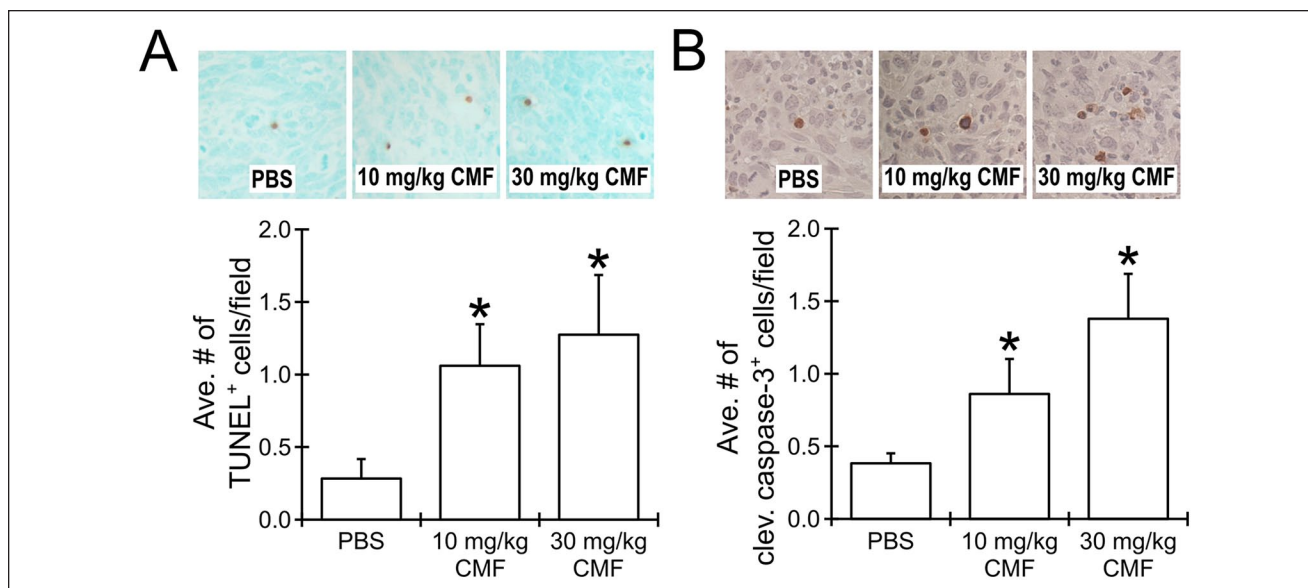 A
PBS
10 mg/kg CMF
30 mg/kg CMF
Ave. # of
TUNEL⁺ cells/field
2.0
1.5
1.0
0.5
0.0
*
*
PBS
10 mg/kg
CMF
30 mg/kg
CMF
B
PBS
10 mg/kg CMF
30 mg/kg CMF
Ave. # of
clev. caspase-3⁺ cells/field
2.0
1.5
1.0
0.5
0.0
*
*
PBS
10 mg/kg
CMF
30 mg/kg
CMF